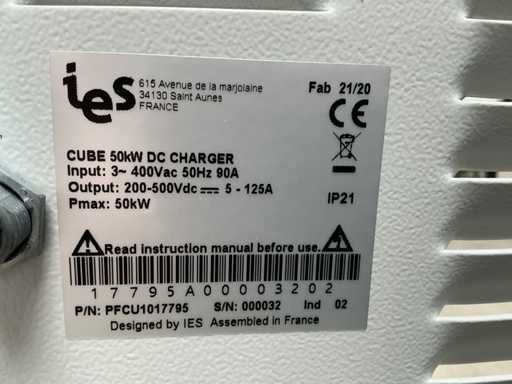 ies
615 Avenue de la marjolaine
34130 Saint Aunes
FRANCE
Fab 21/20
CE
CUBE 50kW DC CHARGER
Input: 3~ 400Vac 50Hz 90A
Output: 200-500Vdc ⎓ 5 - 125A
Pmax: 50kW
IP21
Read instruction manual before use.
17795A00003202
P/N: PFCU1017795 S/N: 000032 Ind 02
Designed by IES Assembled in France